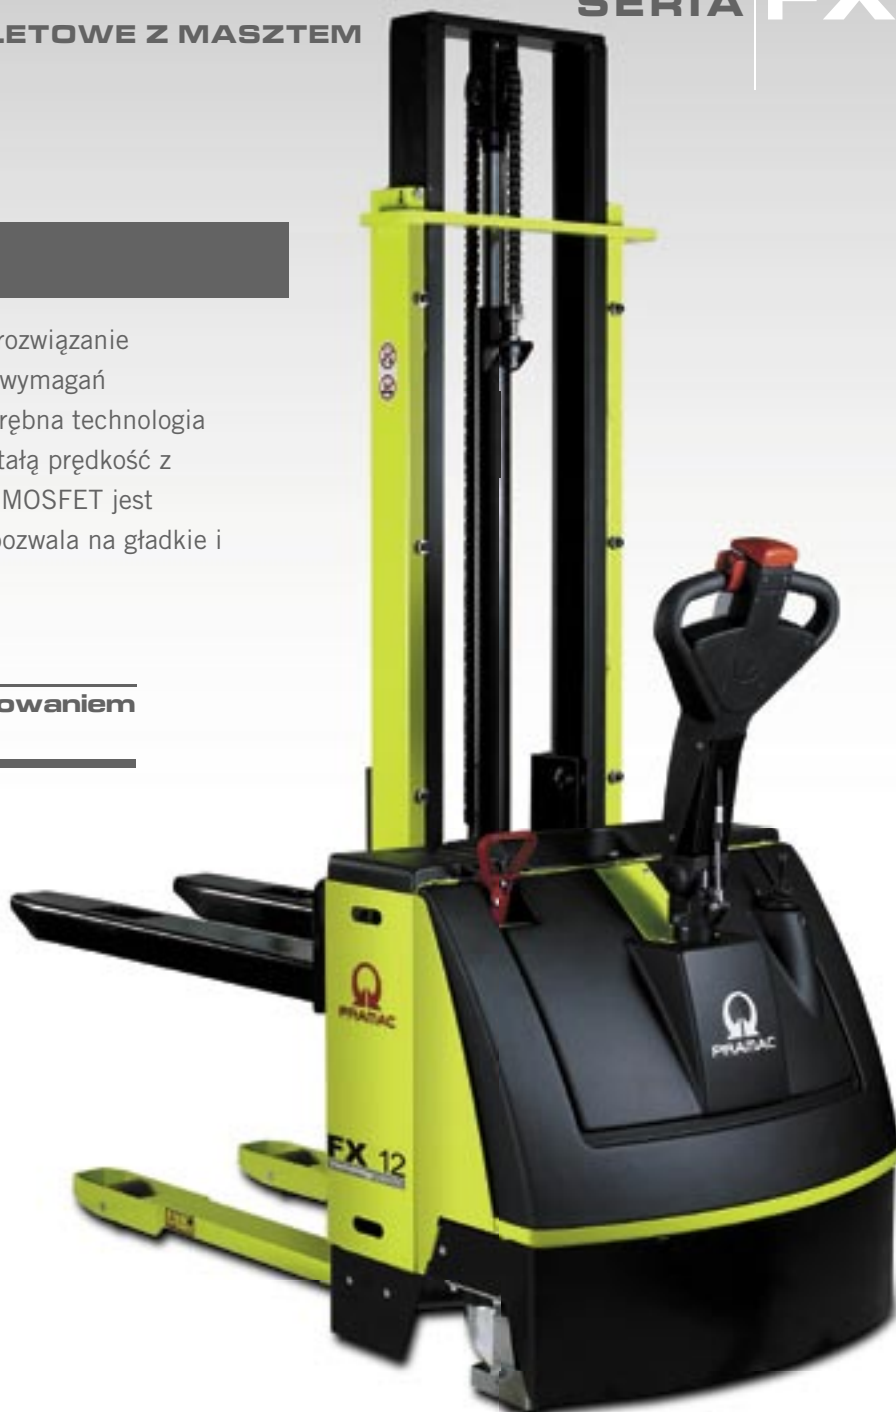 LETOWE Z MASZTEM
SERIA FX
rozwiązanie
wymagań
rębna technologia
tałą prędkość z
MOSFET jest
pozwala na gładkie i
owaniem
PRAMAC
PRAMAC
FX 12